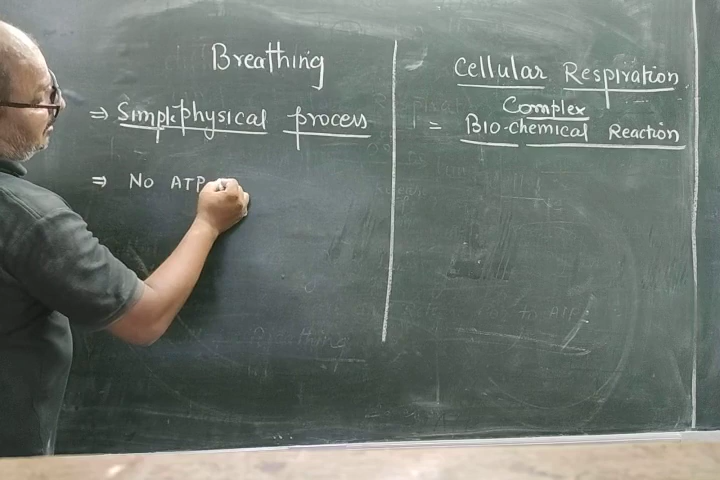 Breathing
⇒ Simple physical process
⇒ No ATP
Cellular Respiration
Complex
= Bio-chemical Reaction